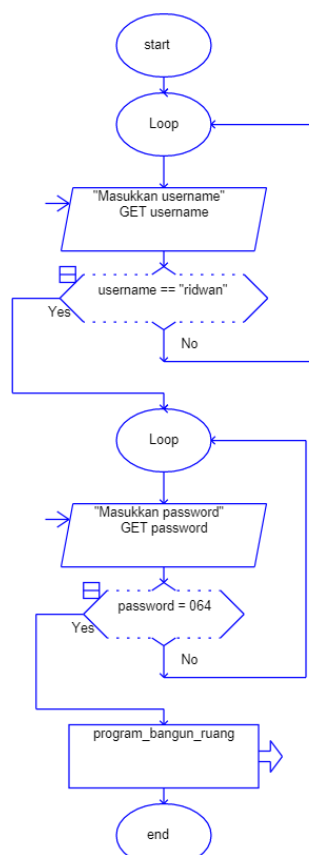 start
Loop
"Masukkan username"
GET username
username == "ridwan"
Yes
No
Loop
"Masukkan password"
GET password
password = 064
Yes
No
program_bangun_ruang
end